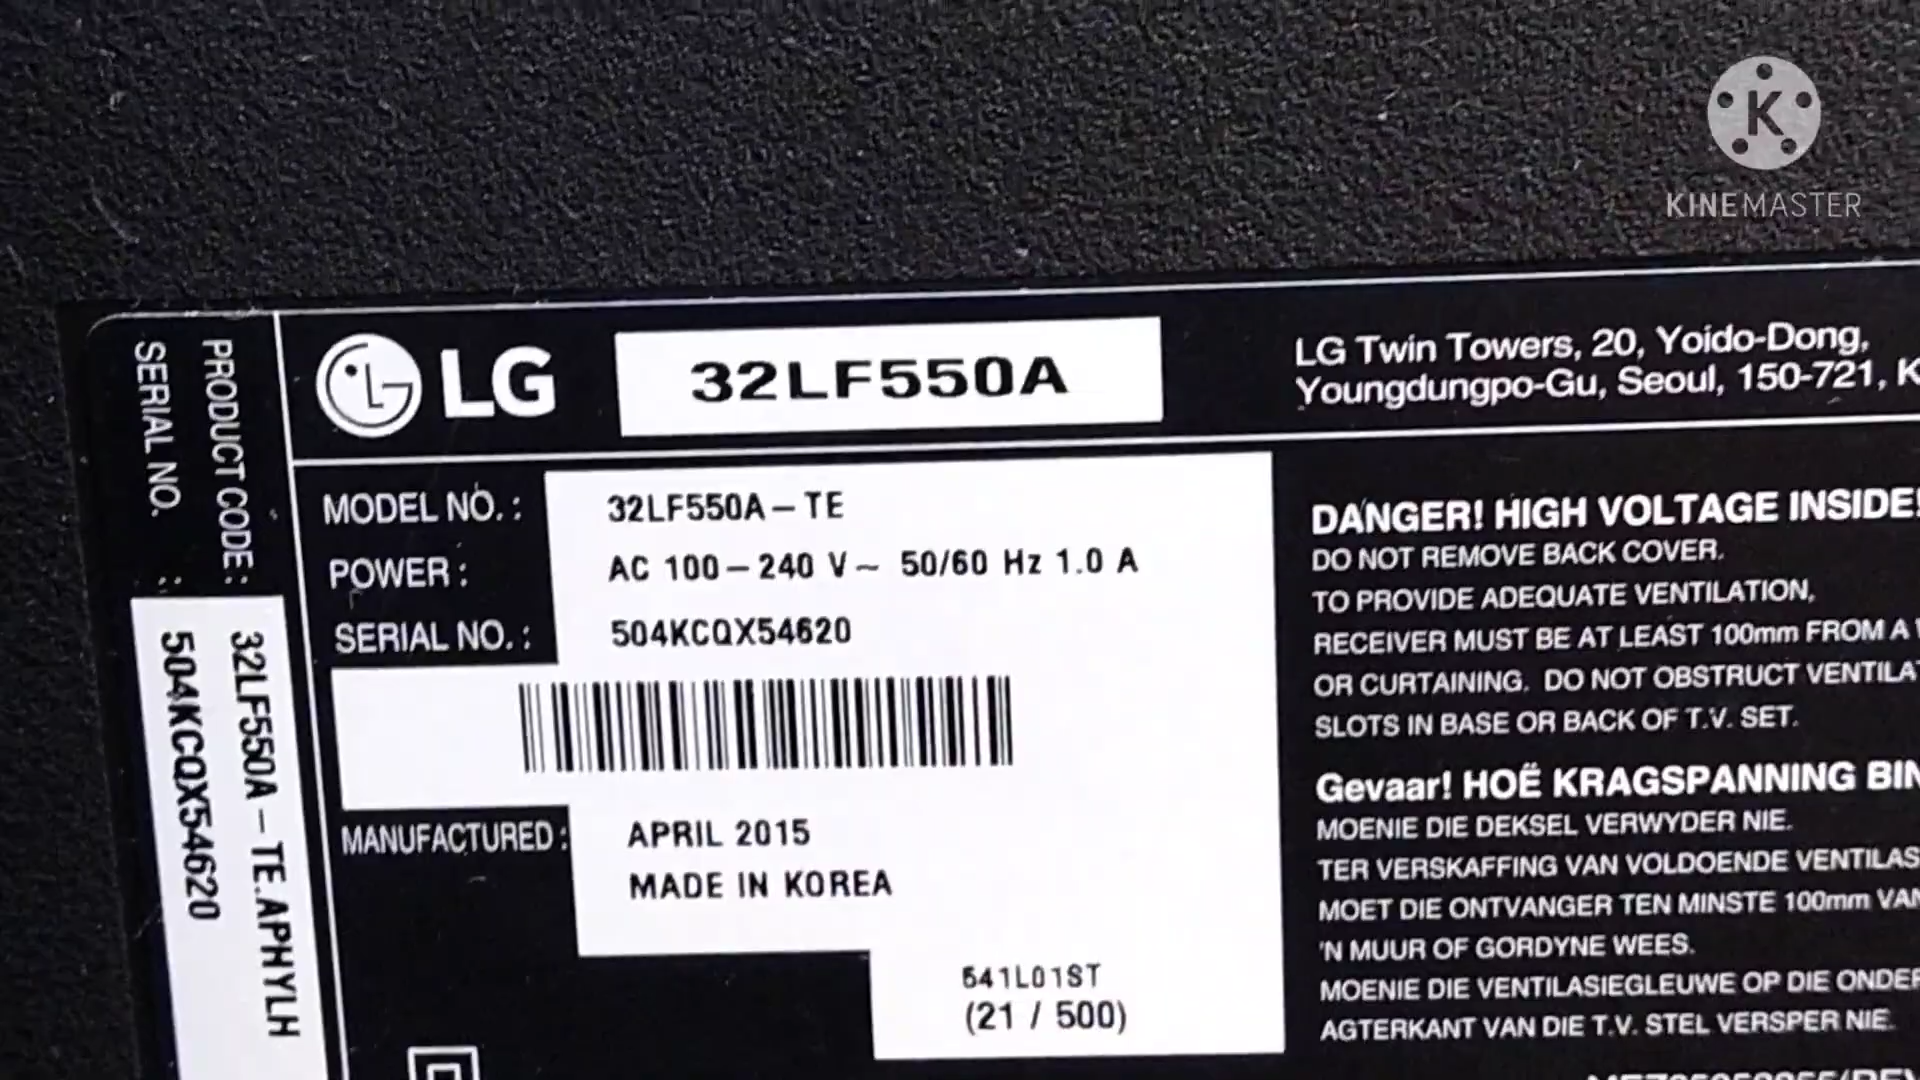 KINEMASTER
LG
32LF550A
LG Twin Towers, 20, Yoido-Dong,
Youngdungpo-Gu, Seoul, 150-721,
PRODUCT CODE : 32LF550A-TE.APHYLH
SERIAL NO. : 504KCQX54620
MODEL NO. : 32LF550A-TE
POWER : AC 100-240 V~ 50/60 Hz 1.0 A
SERIAL NO. : 504KCQX54620
MANUFACTURED : APRIL 2015
MADE IN KOREA
541L01ST
(21 / 500)
DANGER! HIGH VOLTAGE INSIDE!
DO NOT REMOVE BACK COVER.
TO PROVIDE ADEQUATE VENTILATION,
RECEIVER MUST BE AT LEAST 100mm FROM A
OR CURTAINING. DO NOT OBSTRUCT
SLOTS IN BASE OR BACK OF T.V. SET.
Gevaar! HOË KRAGSPANNING
MOENIE DIE DEKSEL VERWYDER NIE.
TER VERSKAFFING VAN VOLDOENDE
MOET DIE ONTVANGER TEN MINSTE 100mm VAN
'N MUUR OF GORDYNE WEES.
MOENIE DIE VENTILASIEGLEUWE OP DIE
AGTERKANT VAN DIE T.V. STEL VERSPER NIE.